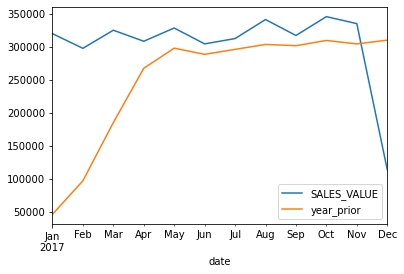 350000
300000
250000
200000
150000
100000
50000
Jan Feb Mar Apr May Jun Jul Aug Sep Oct Nov Dec
2017
date
SALES_VALUE
year_prior